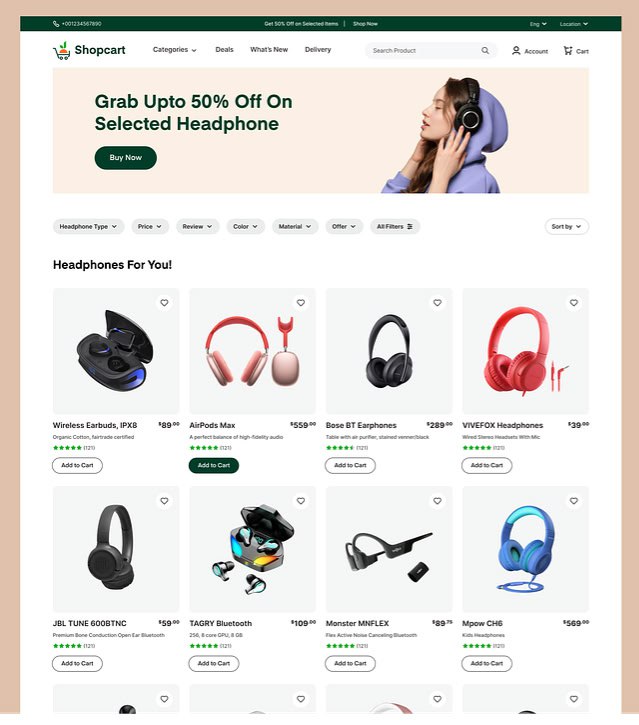 +001234567890
Get 50% Off on Selected Items | Shop Now
Eng
Location
Shopcart
Categories
Deals
What's New
Delivery
Search Product
Account
Cart
Grab Upto 50% Off On
Selected Headphone
Buy Now
Headphone Type
Price
Review
Color
Material
Offer
All Filters
Sort by
Headphones For You!
Wireless Earbuds, IPX8 $89.00
Organic Cotton, fairtrade certified
(121)
Add to Cart
AirPods Max $559.00
A perfect balance of high-fidelity audio
(121)
Add to Cart
Bose BT Earphones $289.00
Table with air purifier, stained venner/black
(121)
Add to Cart
VIVEFOX Headphones $39.00
Wired Stereo Headsets With Mic
(121)
Add to Cart
JBL TUNE 600BTNC $59.00
Premium Bone Conduction Open Ear Bluetooth
(121)
Add to Cart
TAGRY Bluetooth $109.00
256, 8 core GPU, 8 GB
(121)
Add to Cart
Monster MNFLEX $89.75
Flex Active Noise Canceling Bluetooth
(121)
Add to Cart
Mpow CH6 $569.00
Kids Headphones
(121)
Add to Cart